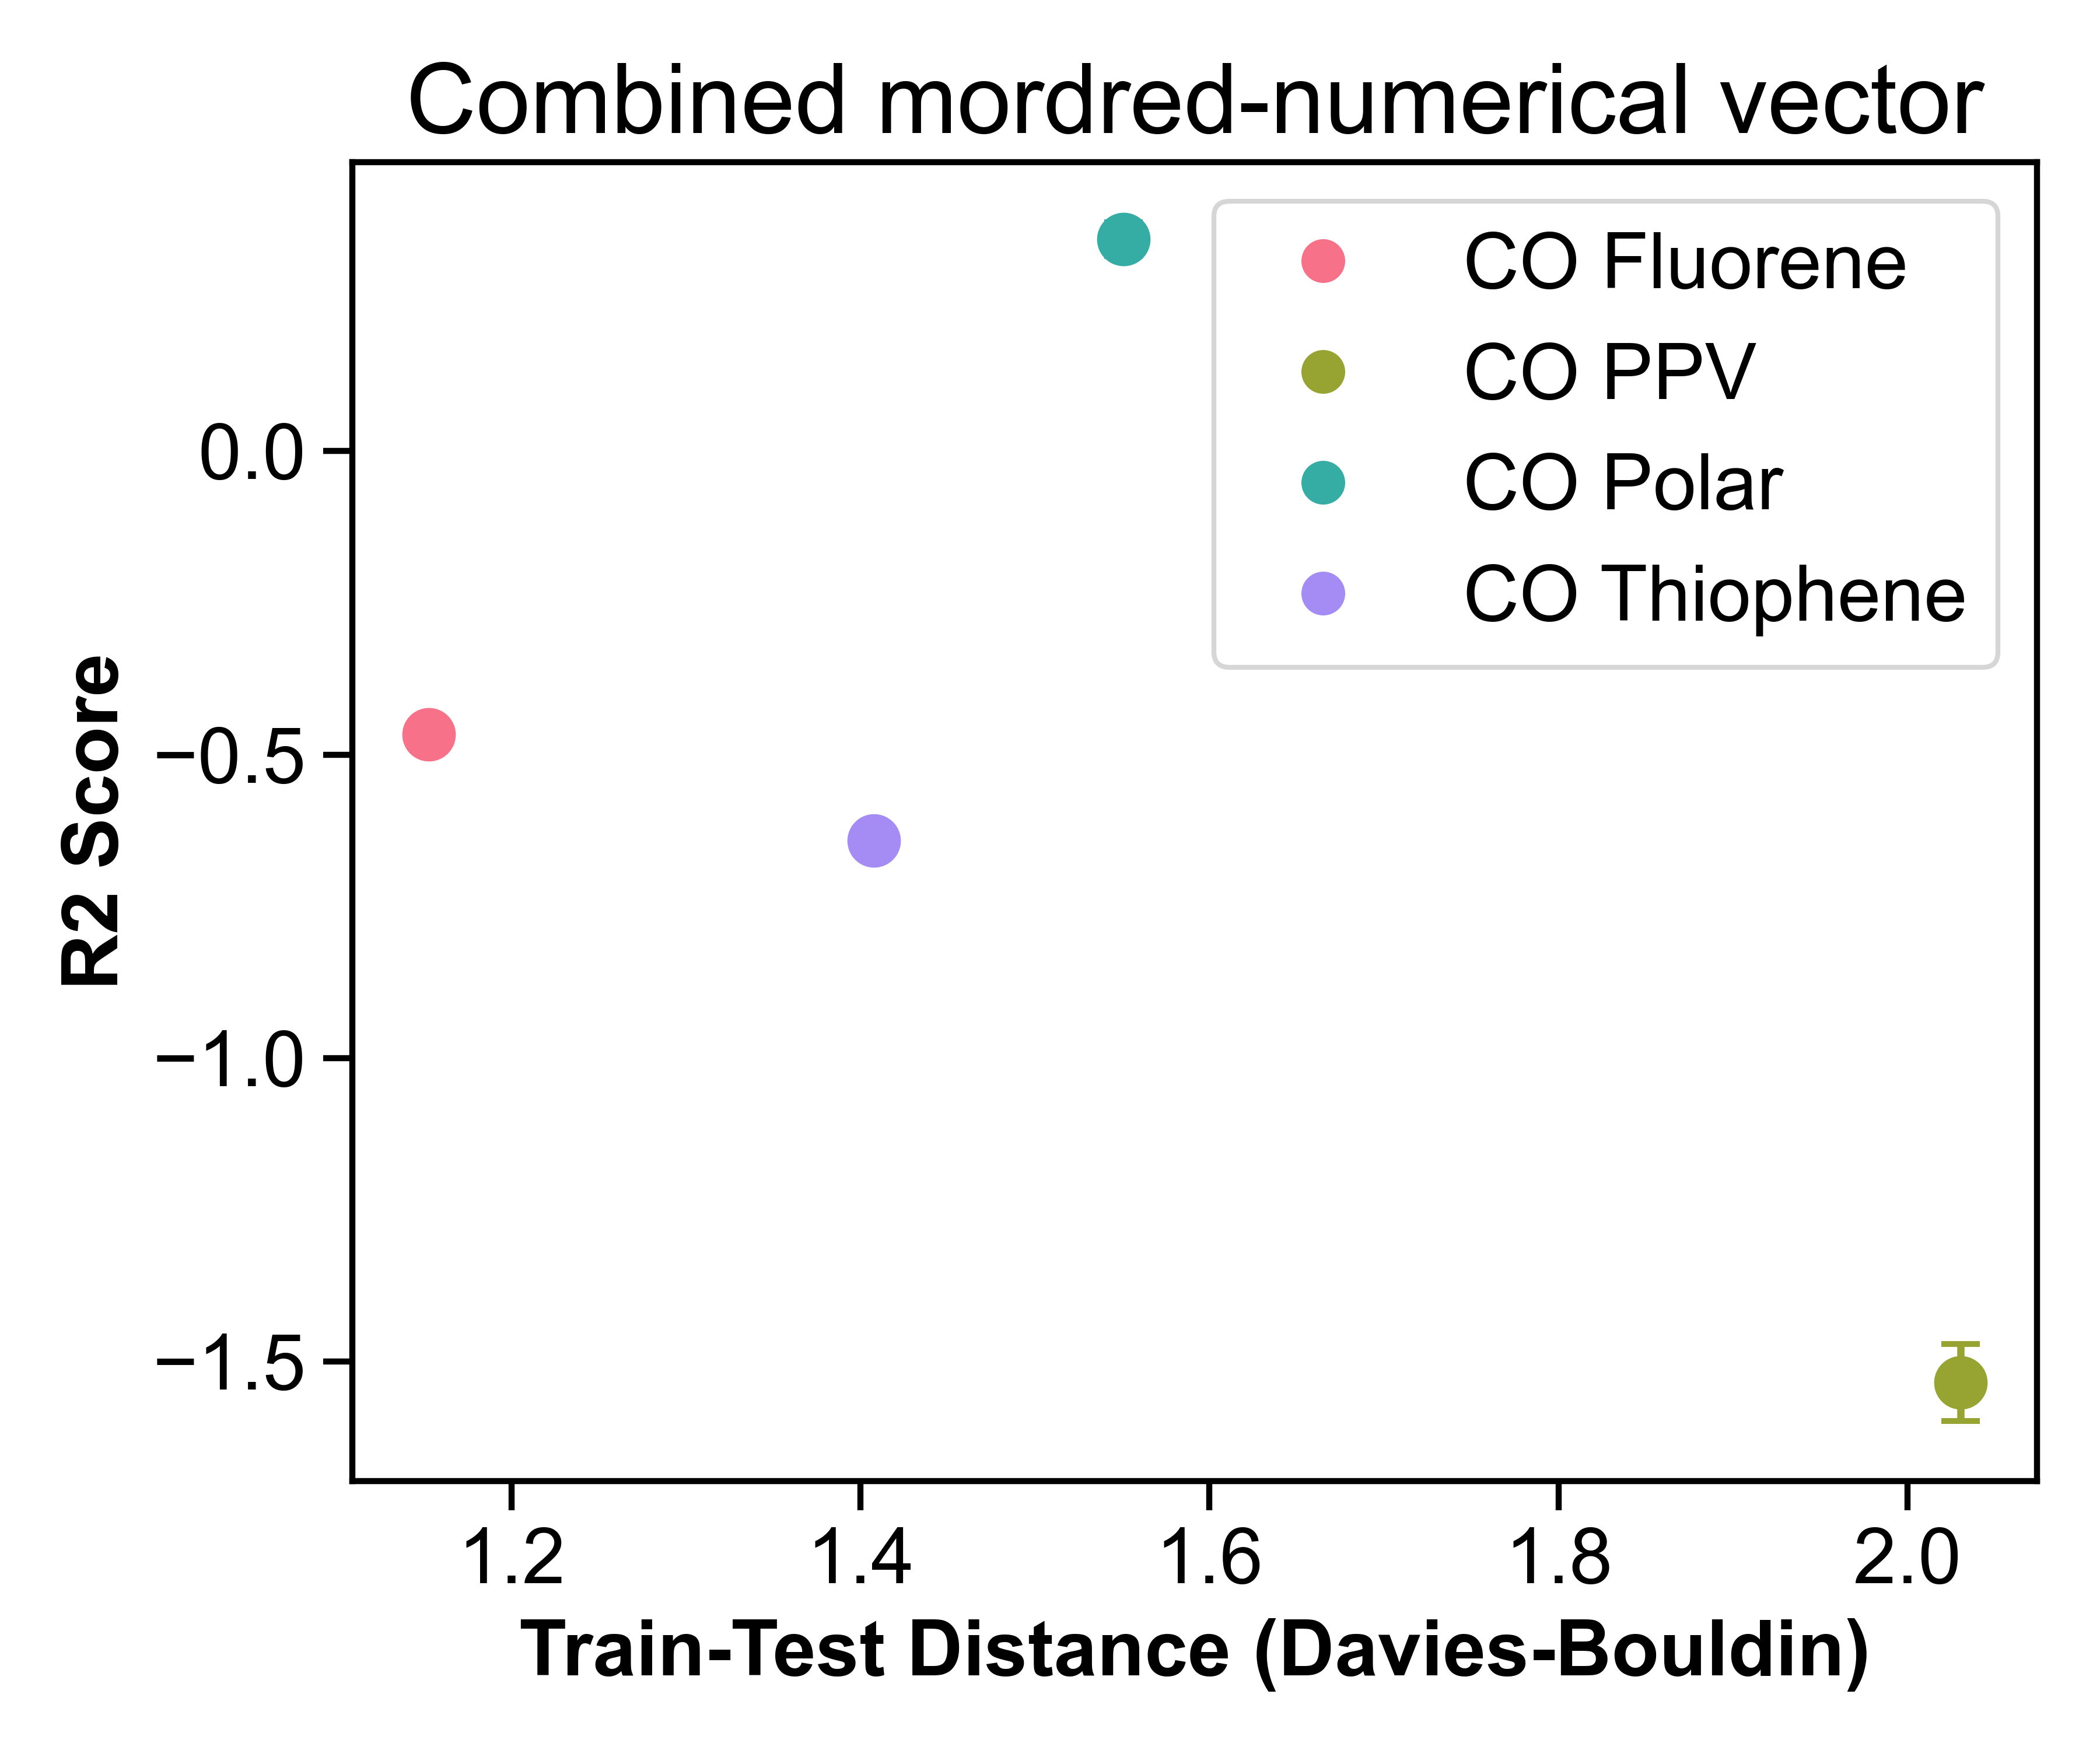 Combined mordred-numerical vector
CO Fluorene
CO PPV
CO Polar
CO Thiophene
R2 Score
0.0
−0.5
−1.0
−1.5
1.2 1.4 1.6 1.8 2.0
Train-Test Distance (Davies-Bouldin)